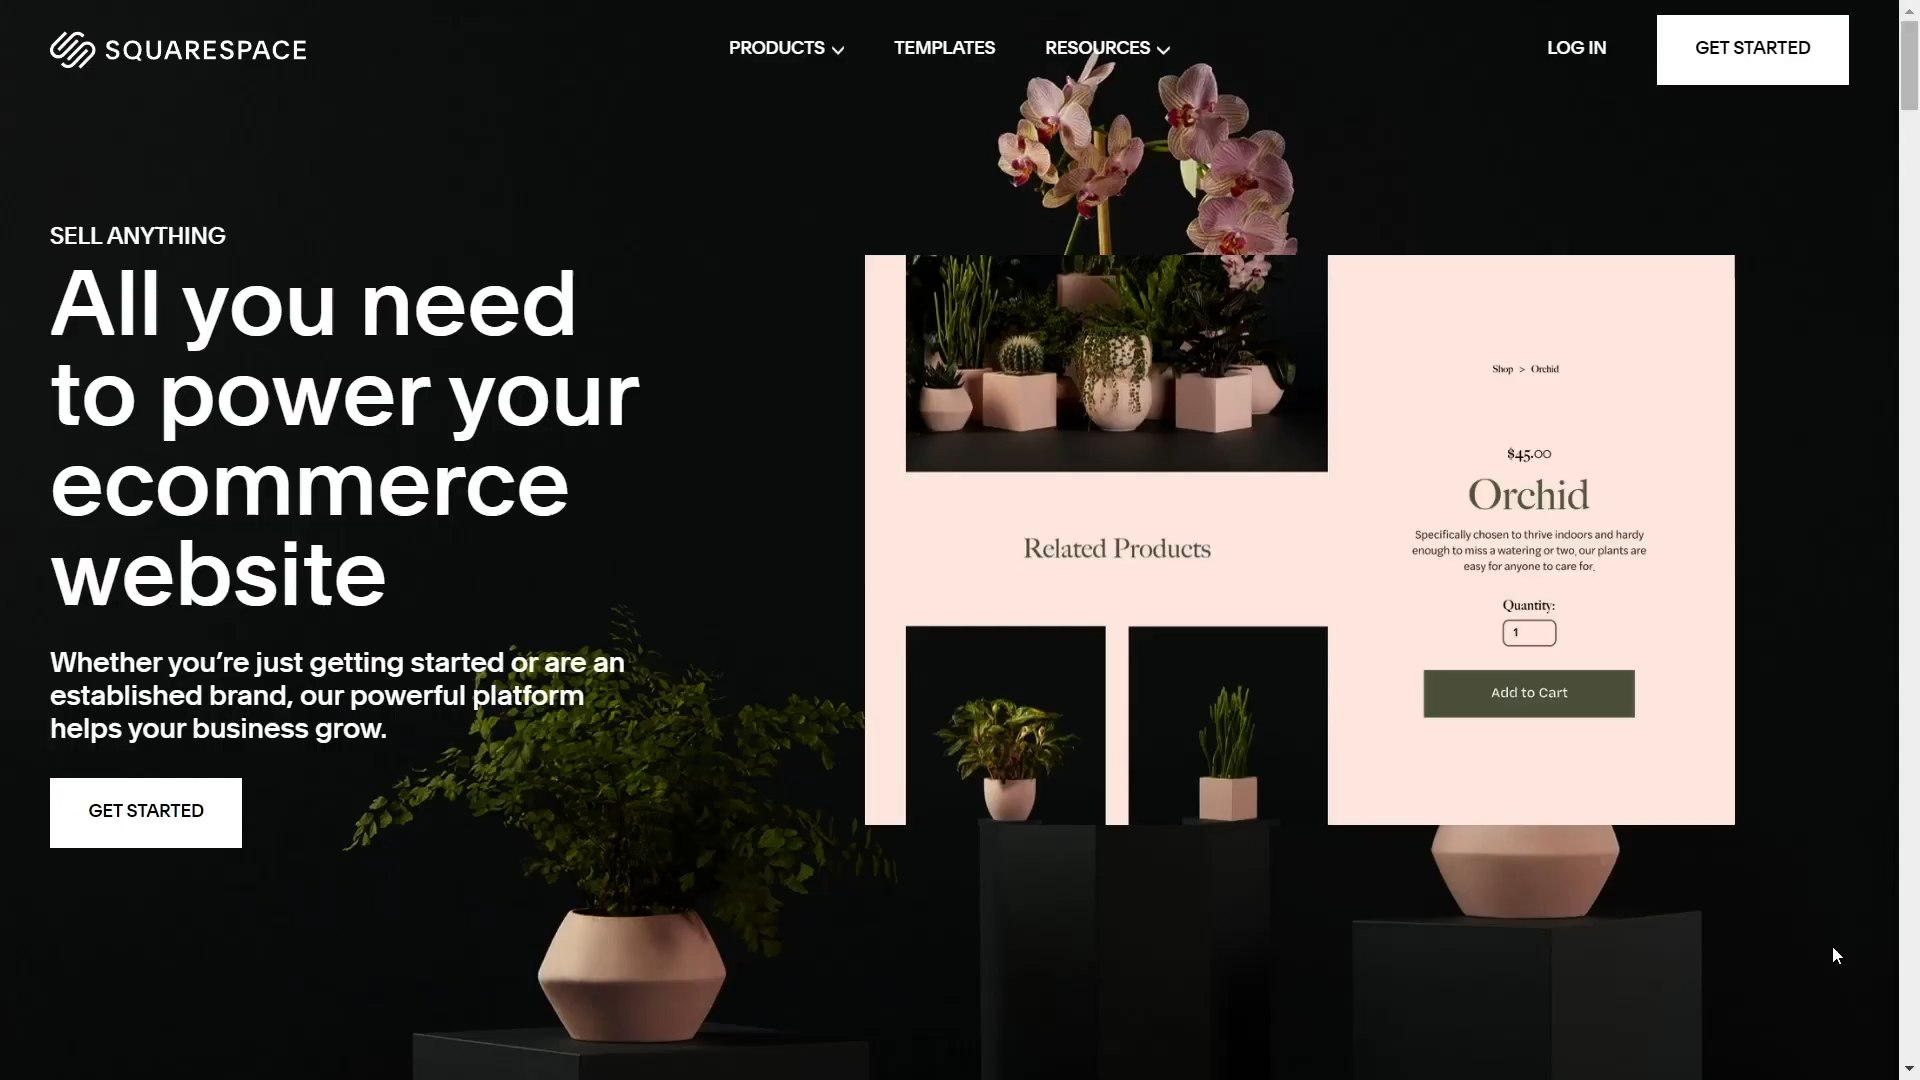 SQUARESPACE
PRODUCTS
TEMPLATES
RESOURCES
LOG IN
GET STARTED
SELL ANYTHING
All you need
to power your
ecommerce
website
Whether you’re just getting started or are an
established brand, our powerful platform
helps your business grow.
GET STARTED
Related Products
Shop > Orchid
$45.00
Orchid
Specifically chosen to thrive indoors and hardy
enough to miss a watering or two, our plants are
easy for anyone to care for.
Quantity:
1
Add to Cart